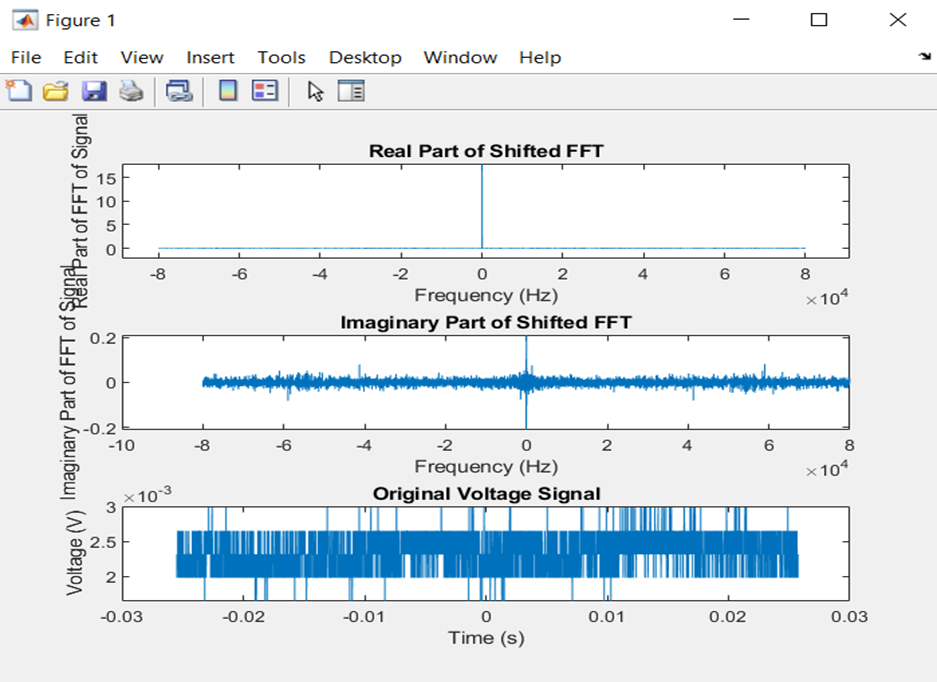 Figure 1
File Edit View Insert Tools Desktop Window Help
Real Part of Shifted FFT
Real Part of FFT of Signal
15
10
5
0
-8 -6 -4 -2 0 2 4 6 8
Frequency (Hz)
×10⁴
Imaginary Part of Shifted FFT
Imaginary Part of FFT of Signal
0.2
0
-0.2
-10 -8 -6 -4 -2 0 2 4 6 8
Frequency (Hz)
×10⁴
×10⁻³
Original Voltage Signal
Voltage (V)
3
2.5
2
-0.03 -0.02 -0.01 0 0.01 0.02 0.03
Time (s)